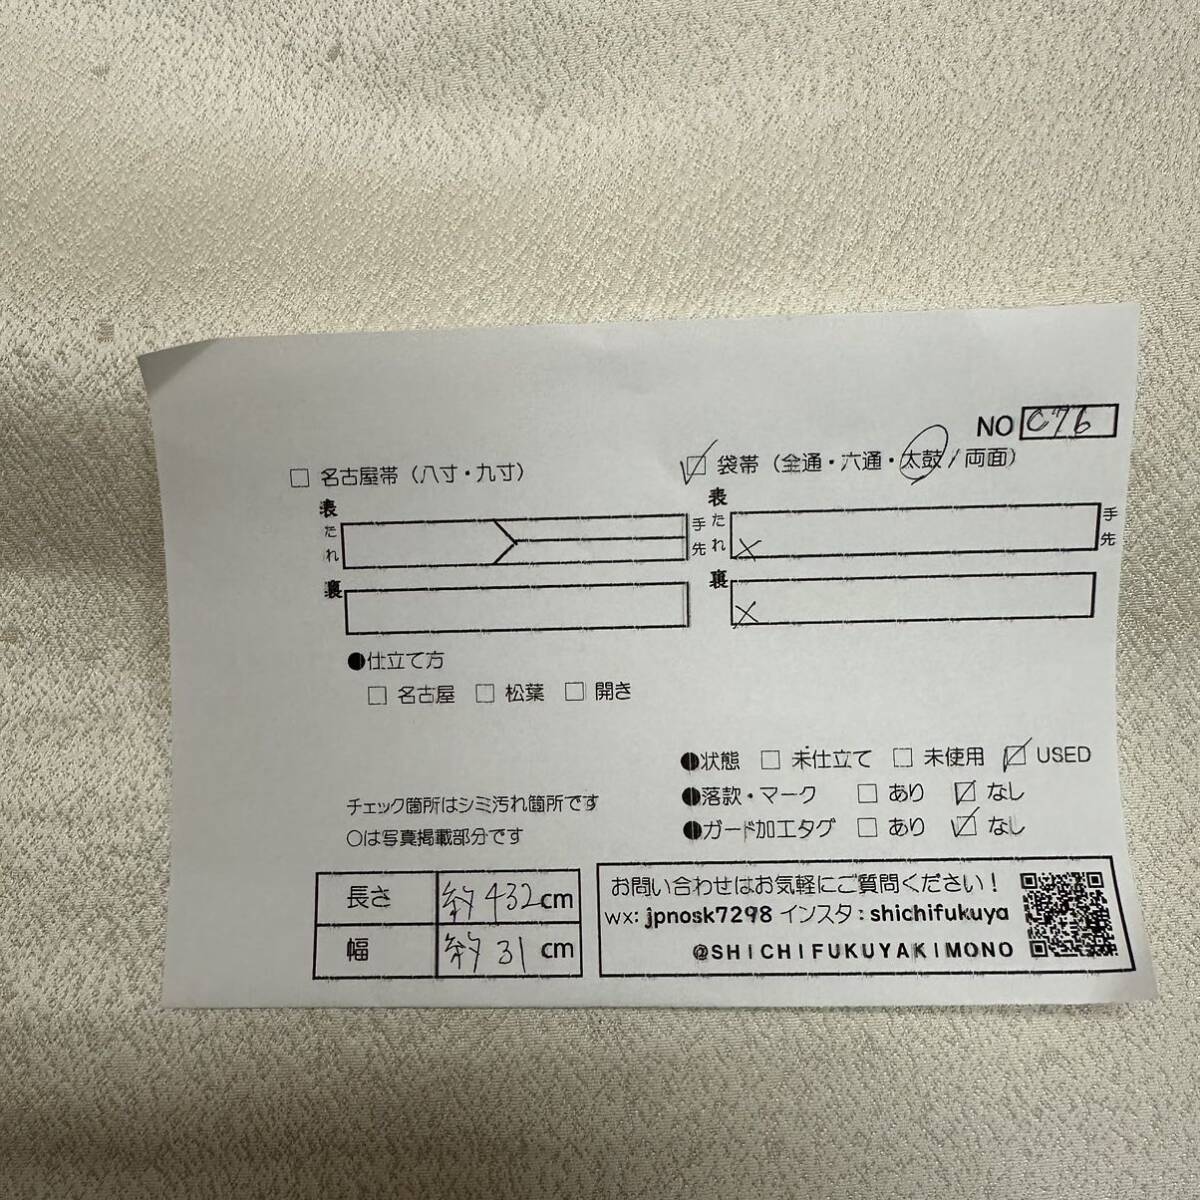 NO C76
□ 名古屋帯（八寸・九寸）
☑ 袋帯（全通・六通・太鼓/両面）
表
たれ
手先
裏
表
たれ
手先
裏
●仕立て方
□ 名古屋 □ 松葉 □ 開き
●状態 □ 未仕立て □ 未使用 ☑ USED
●落款・マーク □ あり ☑ なし
●ガード加工タグ □ あり ☑ なし
チェック箇所はシミ汚れ箇所です
○は写真掲載部分です
長さ 約432cm
幅 約31cm
お問い合わせはお気軽にご質問ください！
wx: jpnosk7298 インスタ：shichifukuya
@SHICHIFUKUYAKIMONO